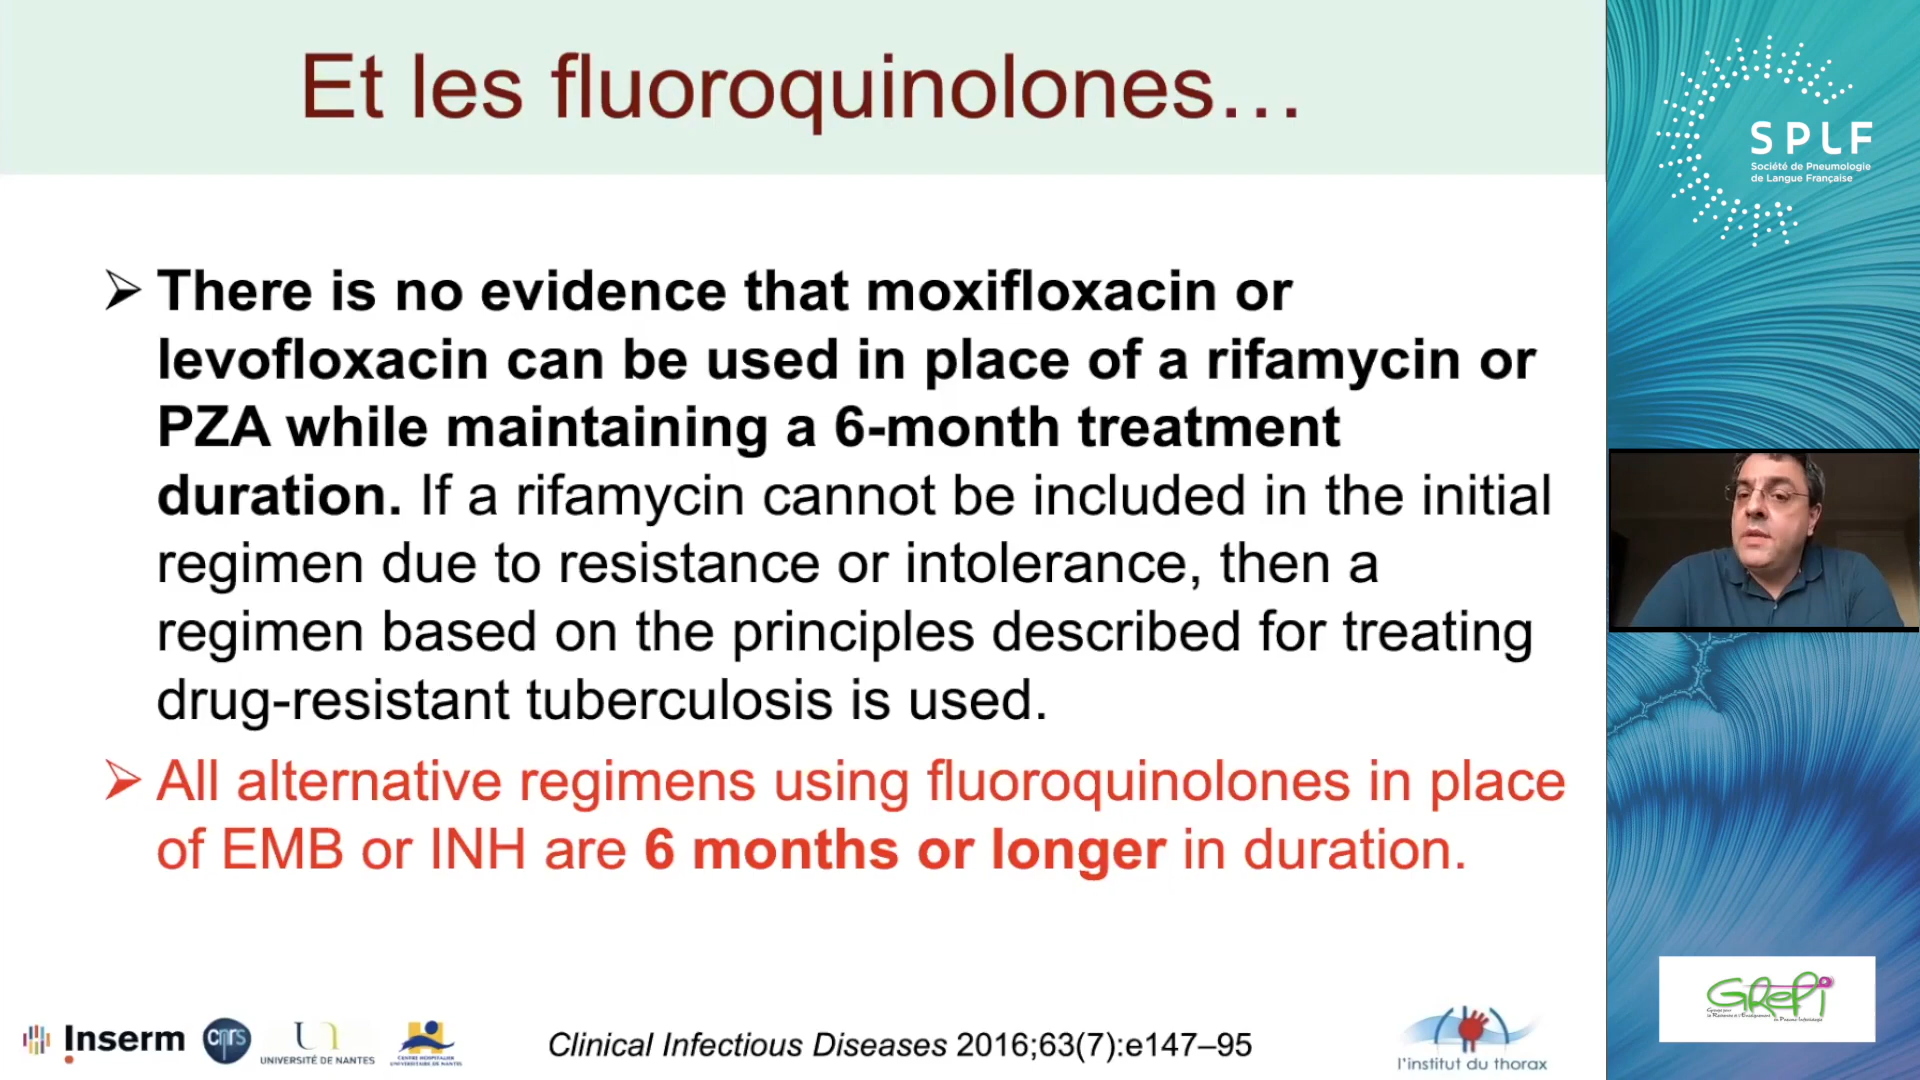 Et les fluoroquinolones…
SPLF
Société de Pneumologie
de Langue Française
➢ There is no evidence that moxifloxacin or
levofloxacin can be used in place of a rifamycin or
PZA while maintaining a 6-month treatment
duration. If a rifamycin cannot be included in the initial
regimen due to resistance or intolerance, then a
regimen based on the principles described for treating
drug-resistant tuberculosis is used.
➢ All alternative regimens using fluoroquinolones in place
of EMB or INH are 6 months or longer in duration.
Inserm
cnrs
UNIVERSITÉ DE NANTES
CENTRE HOSPITALIER
UNIVERSITAIRE DE NANTES
Clinical Infectious Diseases 2016;63(7):e147–95
l'institut du thorax
GREPI